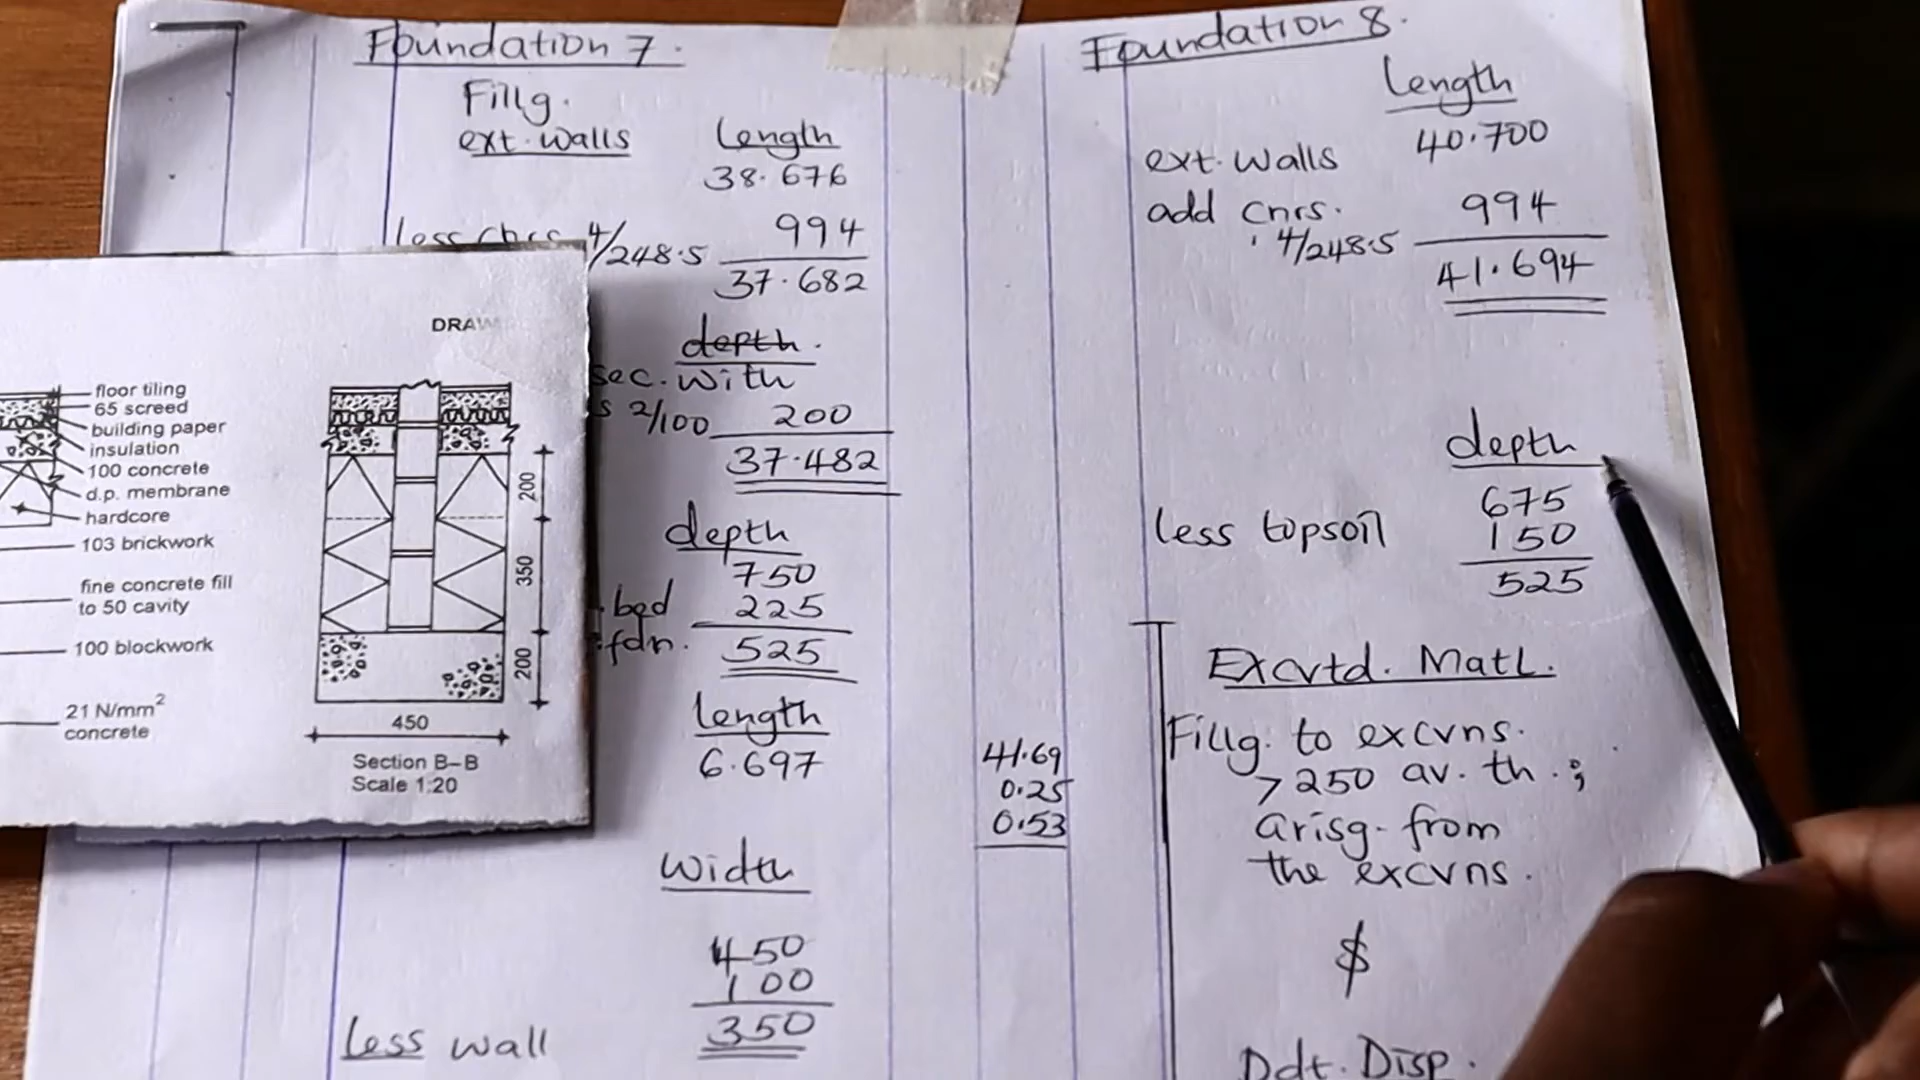 Foundation 7.
Fillg.
ext. walls
length
38.676
less cnrs 4/248.5
994
37.682
depth.
sec. with
s 2/100
200
37.482
depth
750
bed
225
fdn.
525
length
6.697
width
450
100
less wall
350
DRAW
floor tiling
65 screed
building paper
insulation
100 concrete
d.p. membrane
hardcore
103 brickwork
fine concrete fill
to 50 cavity
100 blockwork
21 N/mm²
concrete
200
350
200
450
Section B–B
Scale 1:20
Foundation 8.
length
ext. walls
40.700
add cnrs.
994
4/248.5
41.694
depth
675
less topsoil
150
525
Excvtd. Matl.
41.69
0.25
0.53
Fillg. to excvns.
>250 av. th.;
arisg. from
the excvns.
$
Ddt. Disp.